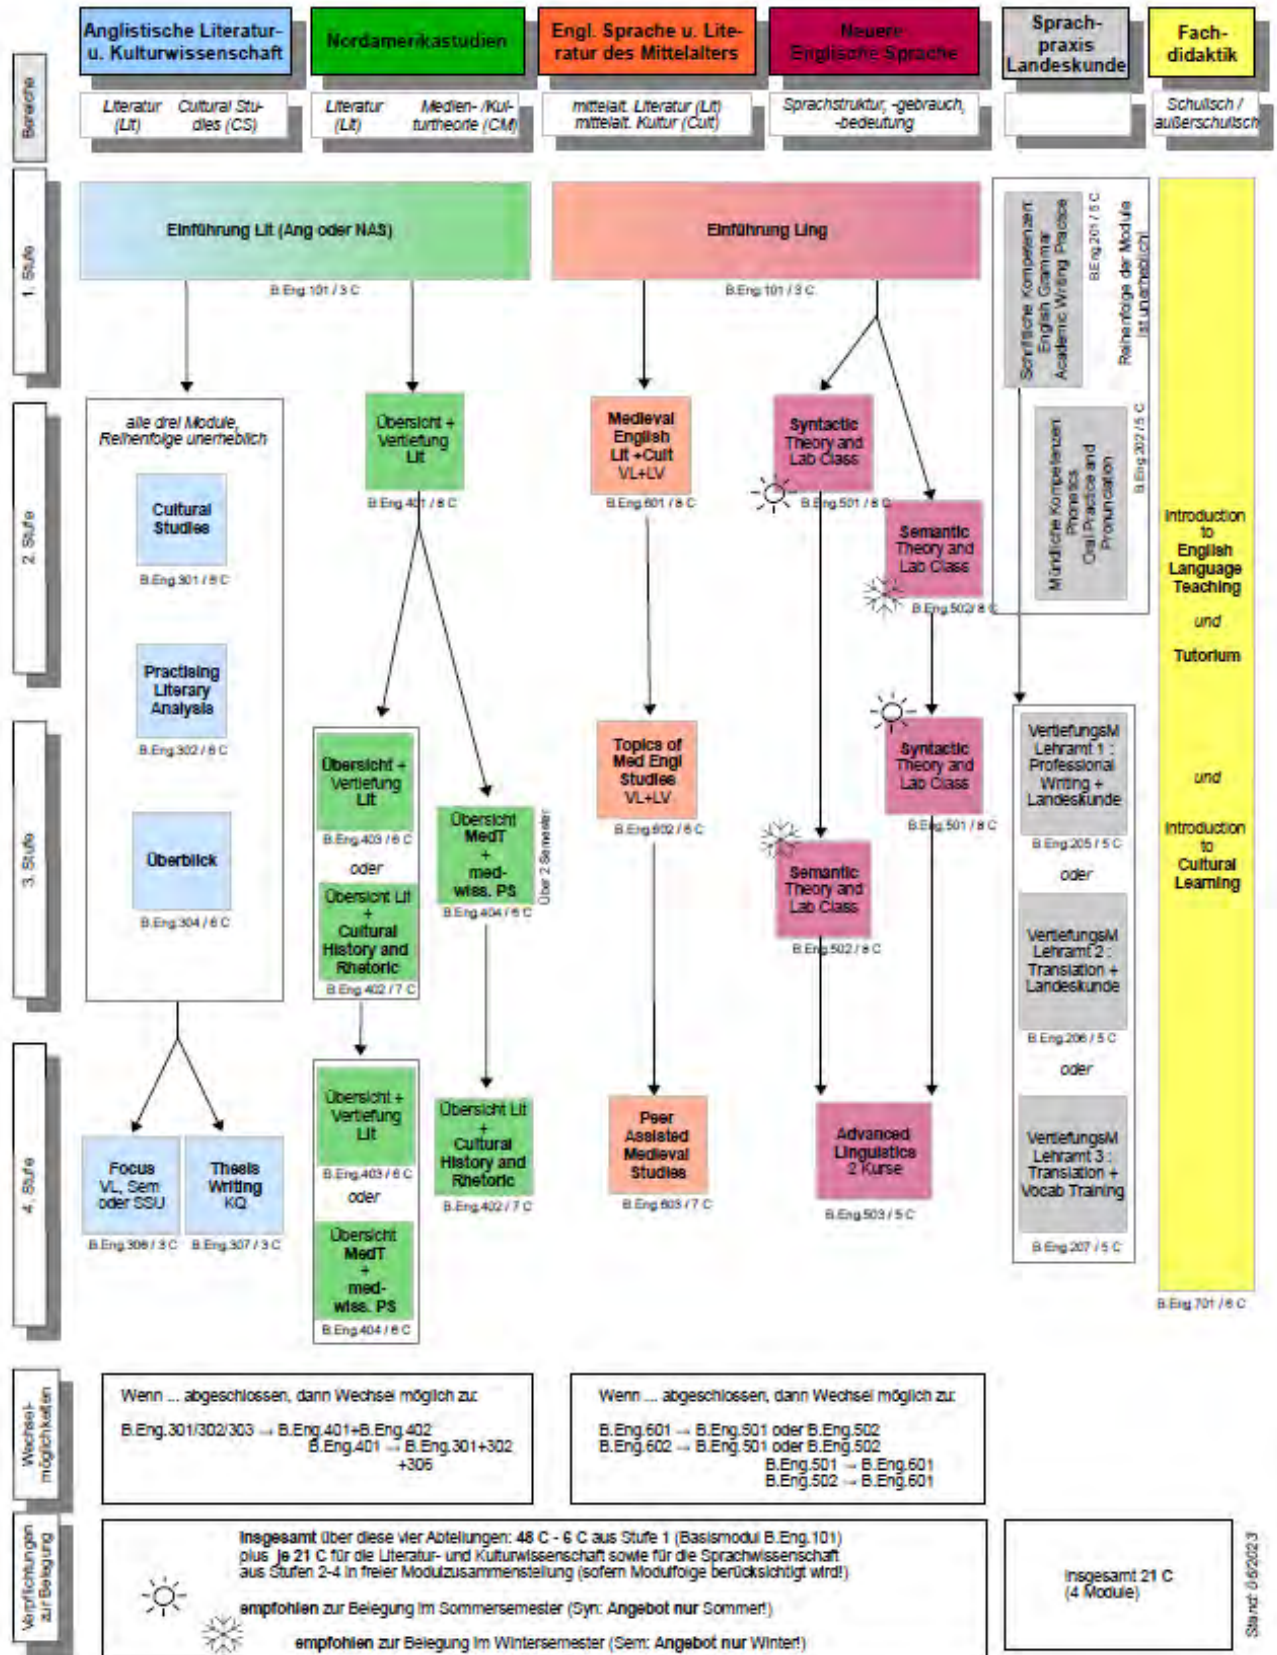 Anglistische Literatur-
u. Kulturwissenschaft
Nordamerikastudien
Engl. Sprache u. Lite-
ratur des Mittelalters
Neuere
Englische Sprache
Sprach-
praxis
Landeskunde
Fach-
didaktik
Bereiche
Literatur
(Lit)
Cultural Stu-
dies (CS)
Literatur
(Lit)
Medien- /Kul-
turtheorie (CM)
mittelalt. Literatur (Lit)
mittelalt. Kultur (Cult)
Sprachstruktur, -gebrauch,
-bedeutung
Schulisch /
außerschulisch
1. Stufe
Einführung Lit (Ang oder NAS)
B.Eng.101 / 3 C
Einführung Ling
B.Eng.101 / 3 C
Schriftliche Kompetenzen:
English Grammar
Academic Writing Practice
B.Eng.201 / 5 C
Reihenfolge der Module
ist unerheblich!
2. Stufe
alle drei Module,
Reihenfolge unerheblich
Cultural
Studies
B.Eng.301 / 6 C
Practising
Literary
Analysis
B.Eng.302 / 6 C
Übersicht +
Vertiefung
Lit
B.Eng.401 / 8 C
Medieval
English
Lit +Cult
VL+LV
B.Eng.601 / 8 C
Syntactic
Theory and
Lab Class
B.Eng.501 / 8 C
Semantic
Theory and
Lab Class
B.Eng.502/ 8 C
Mündliche Kompetenzen:
Phonetics
Oral Practice and
Pronunciation
B.Eng.202 / 5 C
Introduction
to
English
Language
Teaching
und
Tutorium
und
Introduction
to
Cultural
Learning
B.Eng.701 / 6 C
3. Stufe
Überblick
B.Eng.304 / 6 C
Übersicht +
Vertiefung
Lit
B.Eng.403 / 6 C
oder
Übersicht Lit
+
Cultural
History and
Rhetoric
B.Eng.402 / 7 C
Übersicht
MedT
+
med-
wiss. PS
B.Eng.404 / 6 C
Über 2 Semester
Topics of
Med Engl
Studies
VL+LV
B.Eng.602 / 6 C
Syntactic
Theory and
Lab Class
B.Eng.501 / 8 C
Semantic
Theory and
Lab Class
B.Eng.502 / 8 C
VertiefungsM
Lehramt 1 :
Professional
Writing +
Landeskunde
B.Eng.205 / 5 C
oder
VertiefungsM
Lehramt 2 :
Translation +
Landeskunde
B.Eng.206 / 5 C
oder
VertiefungsM
Lehramt 3 :
Translation +
Vocab Training
B.Eng.207 / 5 C
4. Stufe
Focus
VL, Sem
oder SSU
B.Eng.306 / 3 C
Thesis
Writing
KQ
B.Eng.307 / 3 C
Übersicht +
Vertiefung
Lit
B.Eng.403 / 6 C
oder
Übersicht
MedT
+
med-
wiss. PS
B.Eng.404 / 6 C
Übersicht Lit
+
Cultural
History and
Rhetoric
B.Eng.402 / 7 C
Peer
Assisted
Medieval
Studies
B.Eng.603 / 7 C
Advanced
Linguistics
2 Kurse
B.Eng.503 / 5 C
Wechsel-
möglichkeiten
Wenn ... abgeschlossen, dann Wechsel möglich zu:
B.Eng.301/302/303 → B.Eng.401+B.Eng.402
B.Eng.401 → B.Eng.301+302
+306
Wenn ... abgeschlossen, dann Wechsel möglich zu:
B.Eng.601 → B.Eng.501 oder B.Eng.502
B.Eng.602 → B.Eng.501 oder B.Eng.502
B.Eng.501 → B.Eng.601
B.Eng.502 → B.Eng.601
Verpflichtungen
zur Belegung
Insgesamt über diese vier Abteilungen: 48 C - 6 C aus Stufe 1 (Basismodul B.Eng.101)
plus je 21 C für die Literatur- und Kulturwissenschaft sowie für die Sprachwissenschaft
aus Stufen 2-4 in freier Modulzusammenstellung (sofern Modulfolge berücksichtigt wird!)
empfohlen zur Belegung im Sommersemester (Syn: Angebot nur Sommer!)
empfohlen zur Belegung im Wintersemester (Sem: Angebot nur Winter!)
Insgesamt 21 C
(4 Module)
Stand: 06/2023